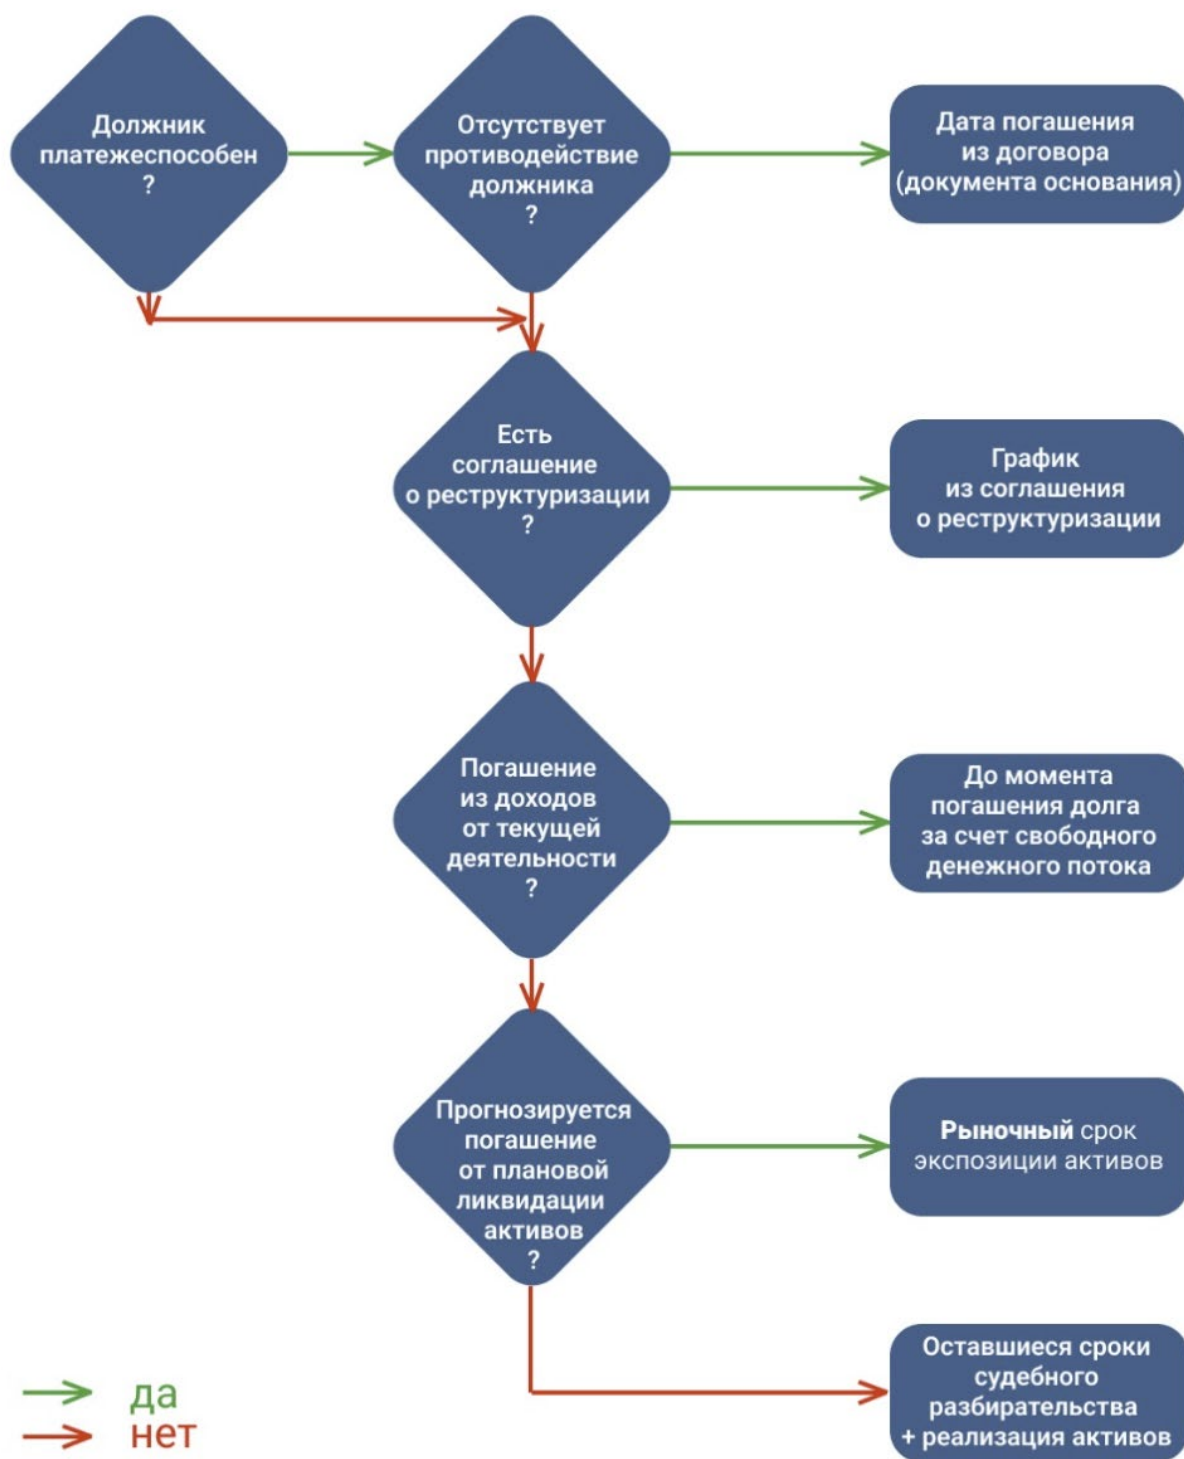 Должник
платежеспособен
?
Отсутствует
противодействие
должника
?
Дата погашения
из договора
(документа основания)
Есть
соглашение
о реструктуризации
?
График
из соглашения
о реструктуризации
Погашение
из доходов
от текущей
деятельности
?
До момента
погашения долга
за счет свободного
денежного потока
Прогнозируется
погашение
от плановой
ликвидации
активов
?
Рыночный срок
экспозиции активов
Оставшиеся сроки
судебного
разбирательства
+ реализация активов
да
нет